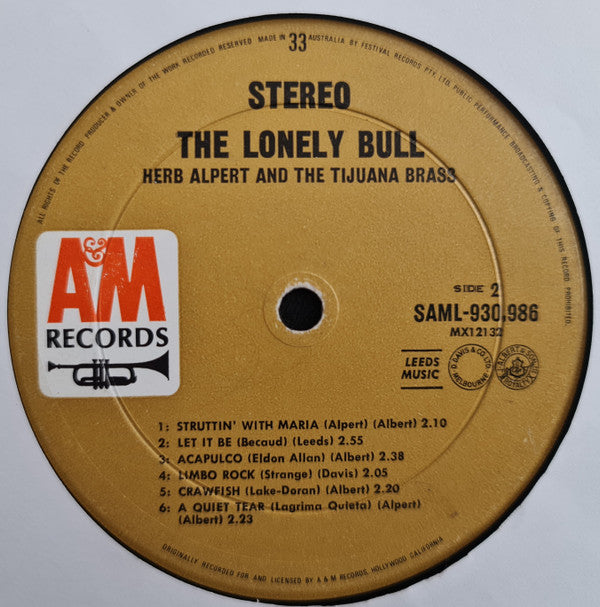 ALL RIGHTS IN THE RECORD PRODUCER & OWNER OF THE WORK RECORDED RESERVED MADE IN 33 AUSTRALIA BY FESTIVAL RECORDS PTY. LTD. PUBLIC PERFORMANCE BROADCASTING & COPYING OF THIS RECORD PROHIBITED.
STEREO
THE LONELY BULL
HERB ALPERT AND THE TIJUANA BRASS
A&M
RECORDS
SIDE 2
SAML-930,986
MX12132
LEEDS
MUSIC
D. DAVIS & CO. LTD.
MELBOURNE
1: STRUTTIN' WITH MARIA (Alpert) (Albert) 2.10
2: LET IT BE (Becaud) (Leeds) 2.55
3: ACAPULCO (Eldon Allan) (Albert) 2.38
4: LIMBO ROCK (Strange) (Davis) 2.05
5: CRAWFISH (Lake-Doran) (Albert) 2.20
6: A QUIET TEAR (Lagrima Quieta) (Alpert)
(Albert) 2.23
ORIGINALLY RECORDED FOR AND LICENSED BY A & M RECORDS, HOLLYWOOD CALIFORNIA